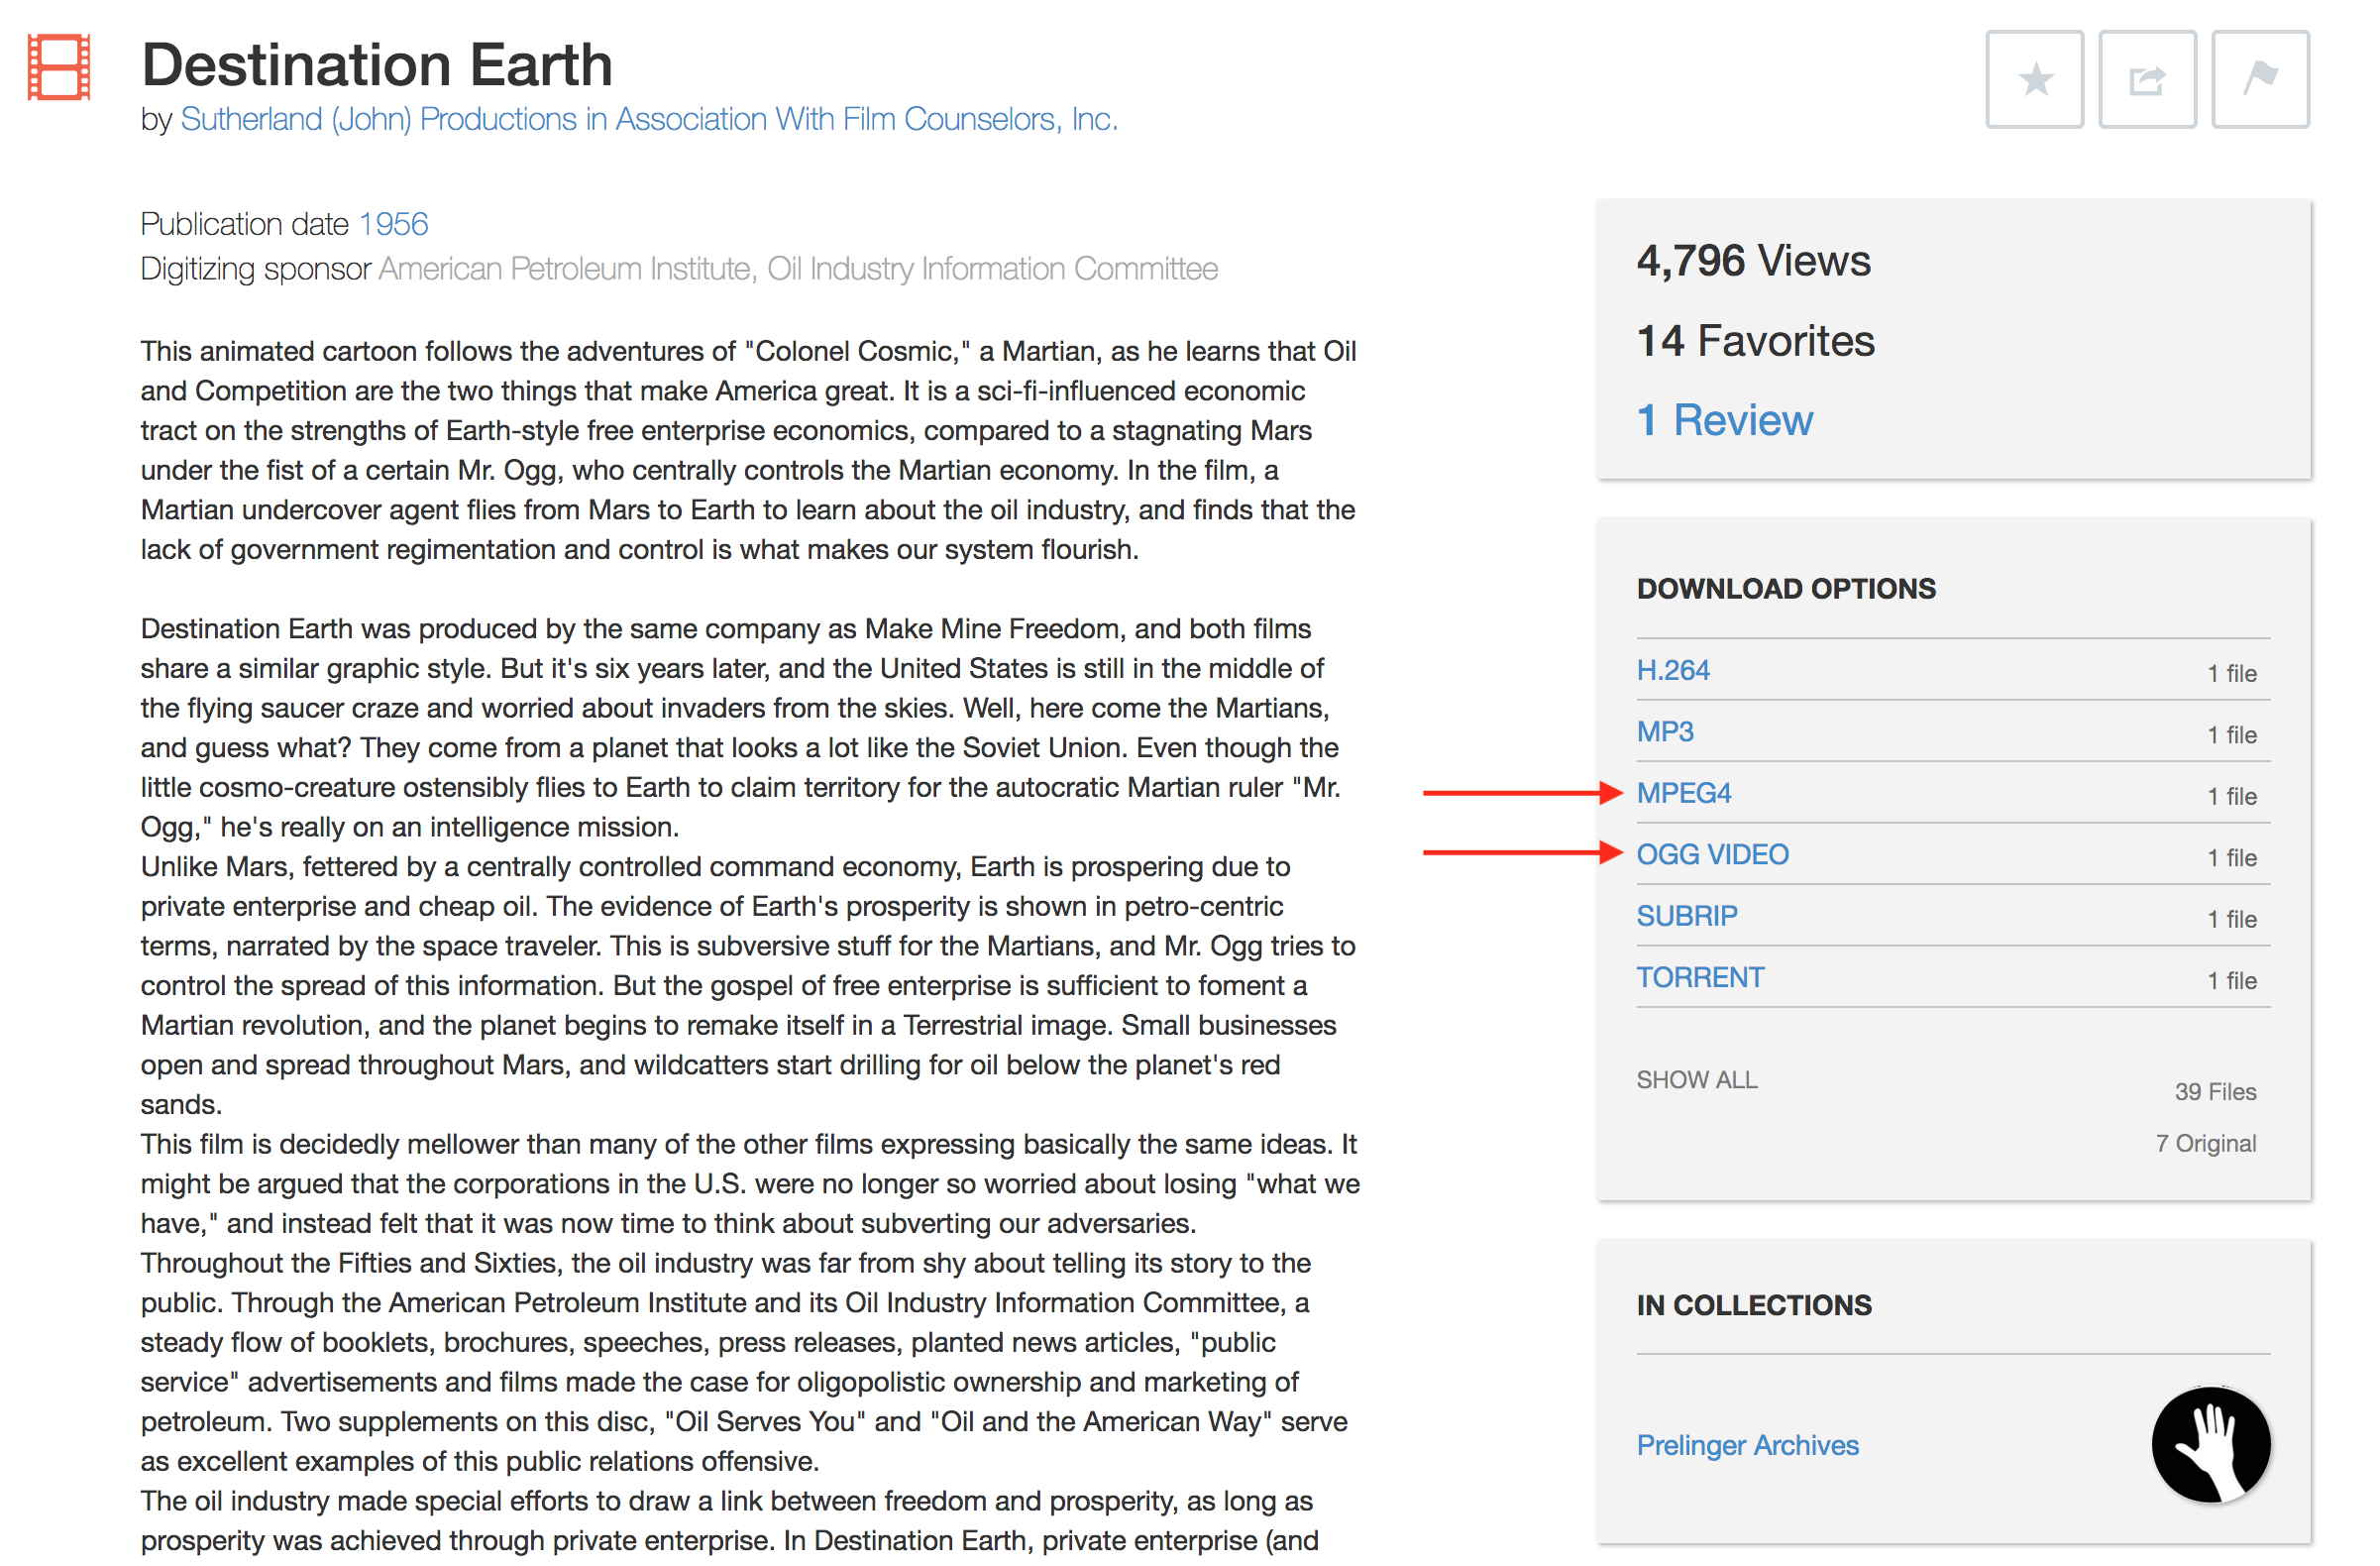 Destination Earth
by Sutherland (John) Productions in Association With Film Counselors, Inc.
Publication date 1956
Digitizing sponsor American Petroleum Institute, Oil Industry Information Committee
This animated cartoon follows the adventures of "Colonel Cosmic," a Martian, as he learns that Oil
and Competition are the two things that make America great. It is a sci-fi-influenced economic
tract on the strengths of Earth-style free enterprise economics, compared to a stagnating Mars
under the fist of a certain Mr. Ogg, who centrally controls the Martian economy. In the film, a
Martian undercover agent flies from Mars to Earth to learn about the oil industry, and finds that the
lack of government regimentation and control is what makes our system flourish.
Destination Earth was produced by the same company as Make Mine Freedom, and both films
share a similar graphic style. But it's six years later, and the United States is still in the middle of
the flying saucer craze and worried about invaders from the skies. Well, here come the Martians,
and guess what? They come from a planet that looks a lot like the Soviet Union. Even though the
little cosmo-creature ostensibly flies to Earth to claim territory for the autocratic Martian ruler "Mr.
Ogg," he's really on an intelligence mission.
Unlike Mars, fettered by a centrally controlled command economy, Earth is prospering due to
private enterprise and cheap oil. The evidence of Earth's prosperity is shown in petro-centric
terms, narrated by the space traveler. This is subversive stuff for the Martians, and Mr. Ogg tries to
control the spread of this information. But the gospel of free enterprise is sufficient to foment a
Martian revolution, and the planet begins to remake itself in a Terrestrial image. Small businesses
open and spread throughout Mars, and wildcatters start drilling for oil below the planet's red
sands.
This film is decidedly mellower than many of the other films expressing basically the same ideas. It
might be argued that the corporations in the U.S. were no longer so worried about losing "what we
have," and instead felt that it was now time to think about subverting our adversaries.
Throughout the Fifties and Sixties, the oil industry was far from shy about telling its story to the
public. Through the American Petroleum Institute and its Oil Industry Information Committee, a
steady flow of booklets, brochures, speeches, press releases, planted news articles, "public
service" advertisements and films made the case for oligopolistic ownership and marketing of
petroleum. Two supplements on this disc, "Oil Serves You" and "Oil and the American Way" serve
as excellent examples of this public relations offensive.
The oil industry made special efforts to draw a link between freedom and prosperity, as long as
prosperity was achieved through private enterprise. In Destination Earth, private enterprise (and
4,796 Views
14 Favorites
1 Review
DOWNLOAD OPTIONS
H.264 1 file
MP3 1 file
MPEG4 1 file
OGG VIDEO 1 file
SUBRIP 1 file
TORRENT 1 file
SHOW ALL 39 Files
7 Original
IN COLLECTIONS
Prelinger Archives